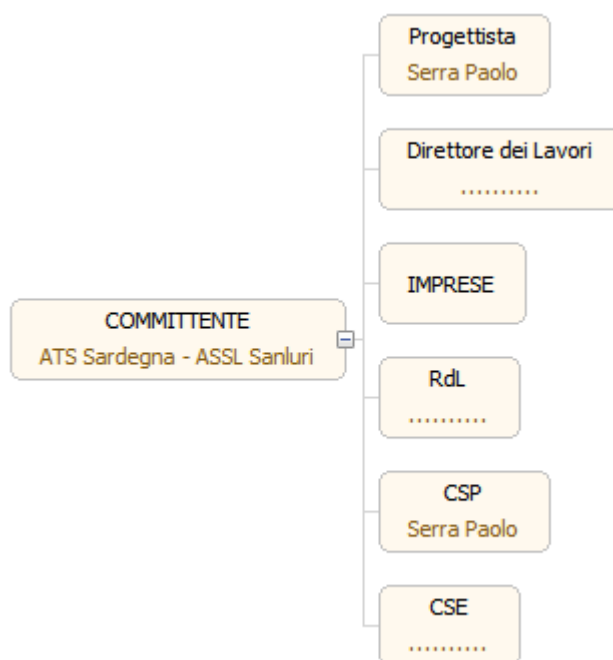 Progettista
Serra Paolo
Direttore dei Lavori
..........
IMPRESE
COMMITTENTE
ATS Sardegna - ASSL Sanluri
RdL
..........
CSP
Serra Paolo
CSE
..........